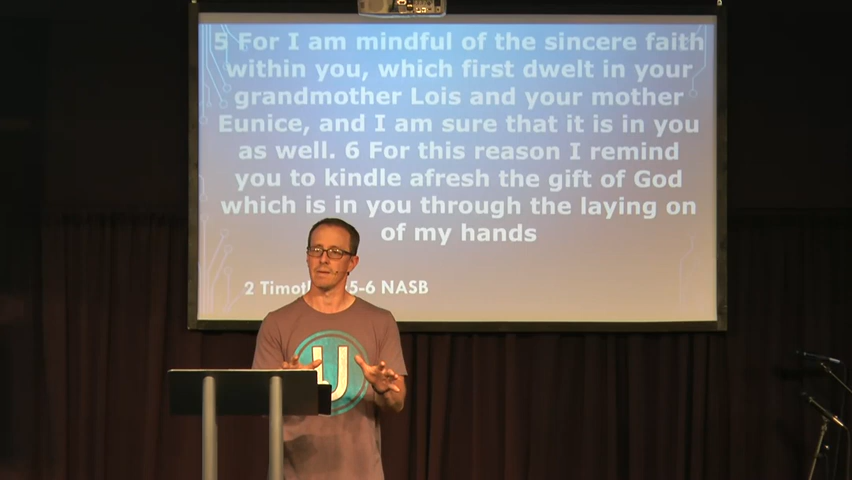 5 For I am mindful of the sincere faith
within you, which first dwelt in your
grandmother Lois and your mother
Eunice, and I am sure that it is in you
as well. 6 For this reason I remind
you to kindle afresh the gift of God
which is in you through the laying on
of my hands
2 5-6 NASB
U